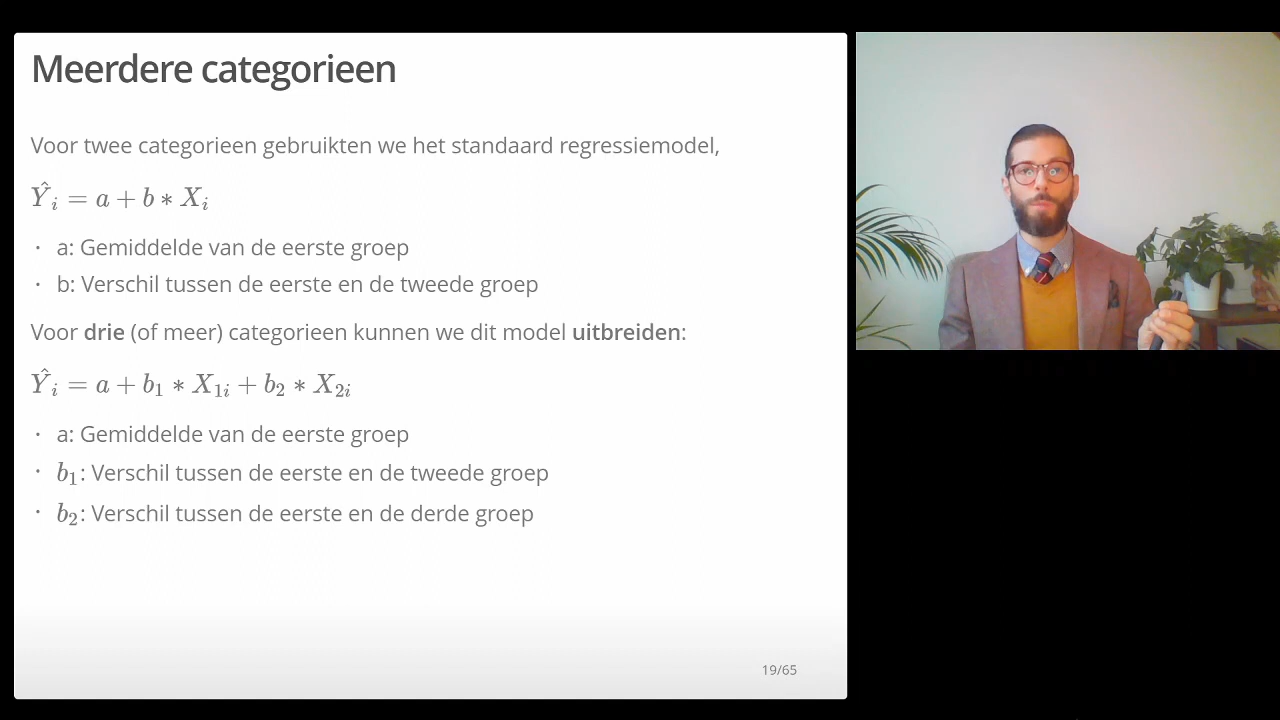 Meerdere categorieen
Voor twee categorieen gebruikten we het standaard regressiemodel,
Ŷᵢ = a + b ∗ Xᵢ
· a: Gemiddelde van de eerste groep
· b: Verschil tussen de eerste en de tweede groep
Voor drie (of meer) categorieen kunnen we dit model uitbreiden:
Ŷᵢ = a + b₁ ∗ X₁ᵢ + b₂ ∗ X₂ᵢ
· a: Gemiddelde van de eerste groep
· b₁: Verschil tussen de eerste en de tweede groep
· b₂: Verschil tussen de eerste en de derde groep
19/65